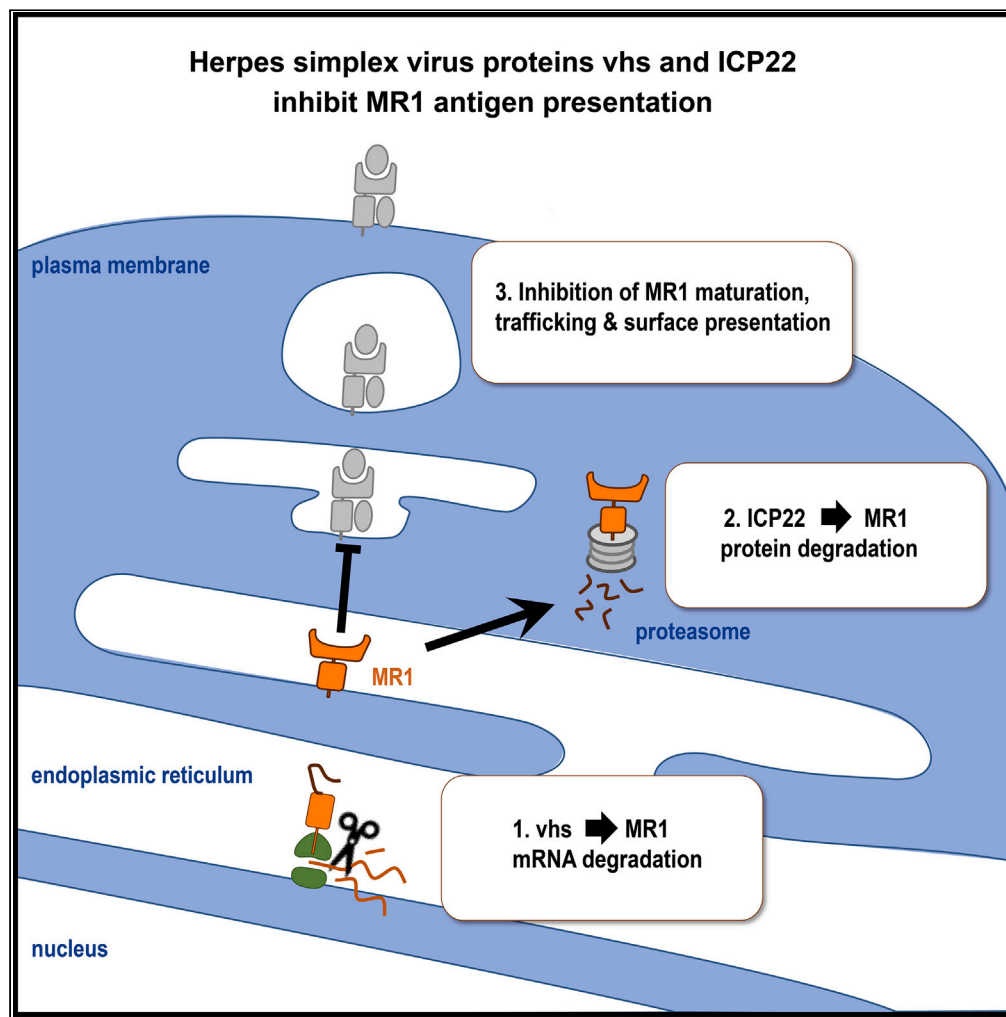 Herpes simplex virus proteins vhs and ICP22
inhibit MR1 antigen presentation
plasma membrane
3. Inhibition of MR1 maturation,
trafficking & surface presentation
2. ICP22 ➡ MR1
protein degradation
proteasome
MR1
endoplasmic reticulum
1. vhs ➡ MR1
mRNA degradation
nucleus